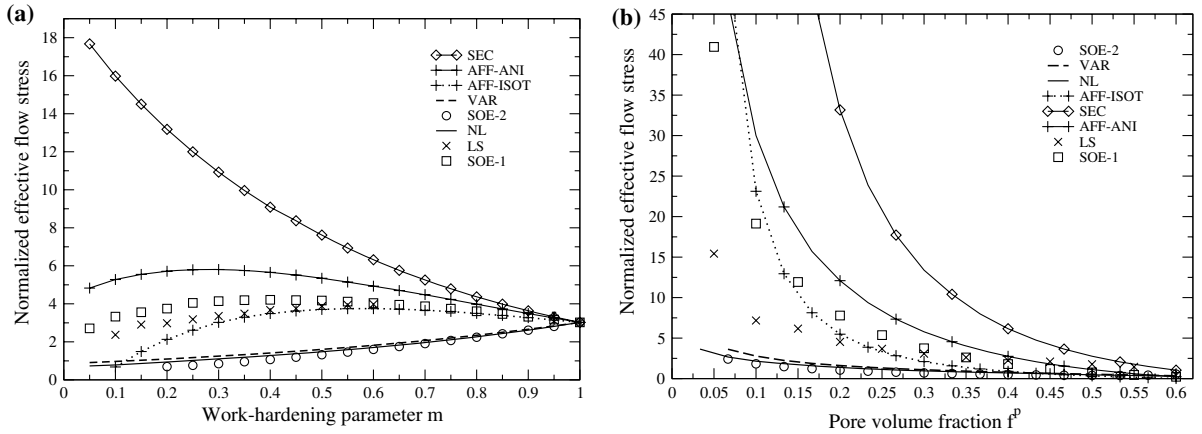 (a)
18
16
14
12
10
8
6
4
2
0
Normalized effective flow stress
SEC
AFF-ANI
AFF-ISOT
VAR
SOE-2
NL
LS
SOE-1
0 0.1 0.2 0.3 0.4 0.5 0.6 0.7 0.8 0.9 1
Work-hardening parameter m
(b)
45
40
35
30
25
20
15
10
5
0
Normalized effective flow stress
SOE-2
VAR
NL
AFF-ISOT
SEC
AFF-ANI
LS
SOE-1
0 0.05 0.1 0.15 0.2 0.25 0.3 0.35 0.4 0.45 0.5 0.55 0.6
Pore volume fraction f^p